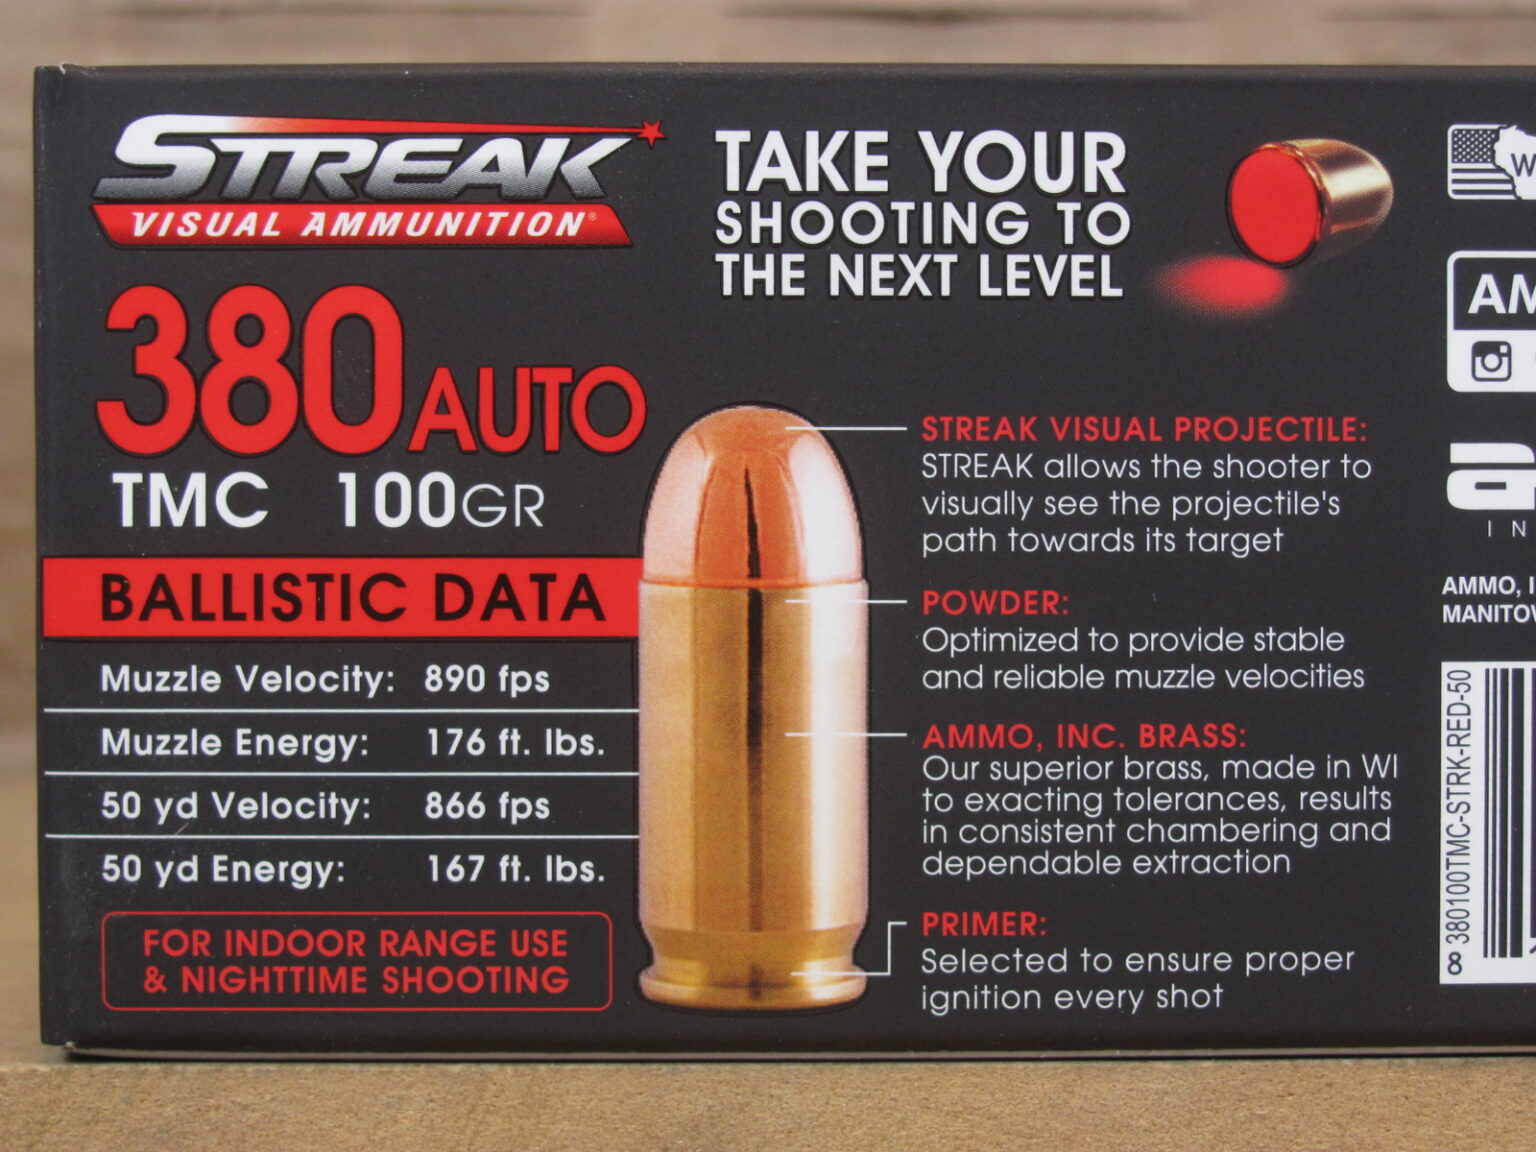 STREAK
VISUAL AMMUNITION®
380 AUTO
TMC 100GR
BALLISTIC DATA
Muzzle Velocity: 890 fps
Muzzle Energy: 176 ft. lbs.
50 yd Velocity: 866 fps
50 yd Energy: 167 ft. lbs.
FOR INDOOR RANGE USE
& NIGHTTIME SHOOTING
TAKE YOUR
SHOOTING TO
THE NEXT LEVEL
STREAK VISUAL PROJECTILE:
STREAK allows the shooter to
visually see the projectile's
path towards its target
POWDER:
Optimized to provide stable
and reliable muzzle velocities
AMMO, INC. BRASS:
Our superior brass, made in WI
to exacting tolerances, results
in consistent chambering and
dependable extraction
PRIMER:
Selected to ensure proper
ignition every shot
W
AM
IN
AMMO, I
MANITO
380100TMC-STRK-RED-50
8